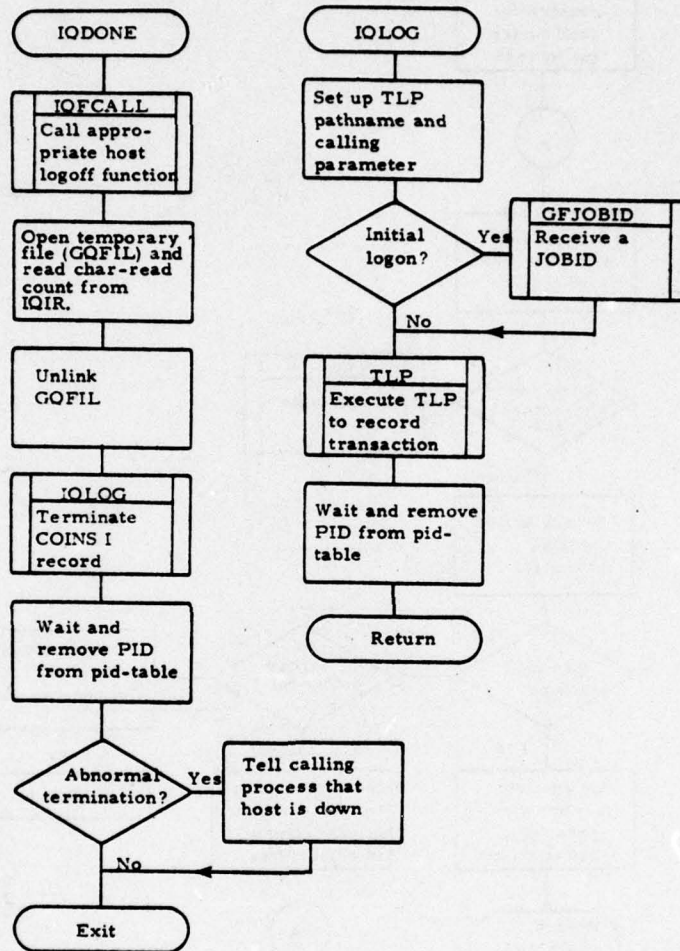 IQDONE
IQFCALL
Call appro-
priate host
logoff function
Open temporary
file (GQFIL) and
read char-read
count from
IQIR.
Unlink
GQFIL
IQLOG
Terminate
COINS I
record
Wait and
remove PID
from pid-table
Abnormal
termination?
Yes
Tell calling
process that
host is down
No
Exit
IQLOG
Set up TLP
pathname and
calling
parameter
Initial
logon?
Yes
GFJOBID
Receive a
JOBID
No
TLP
Execute TLP
to record
transaction
Wait and remove
PID from pid-
table
Return